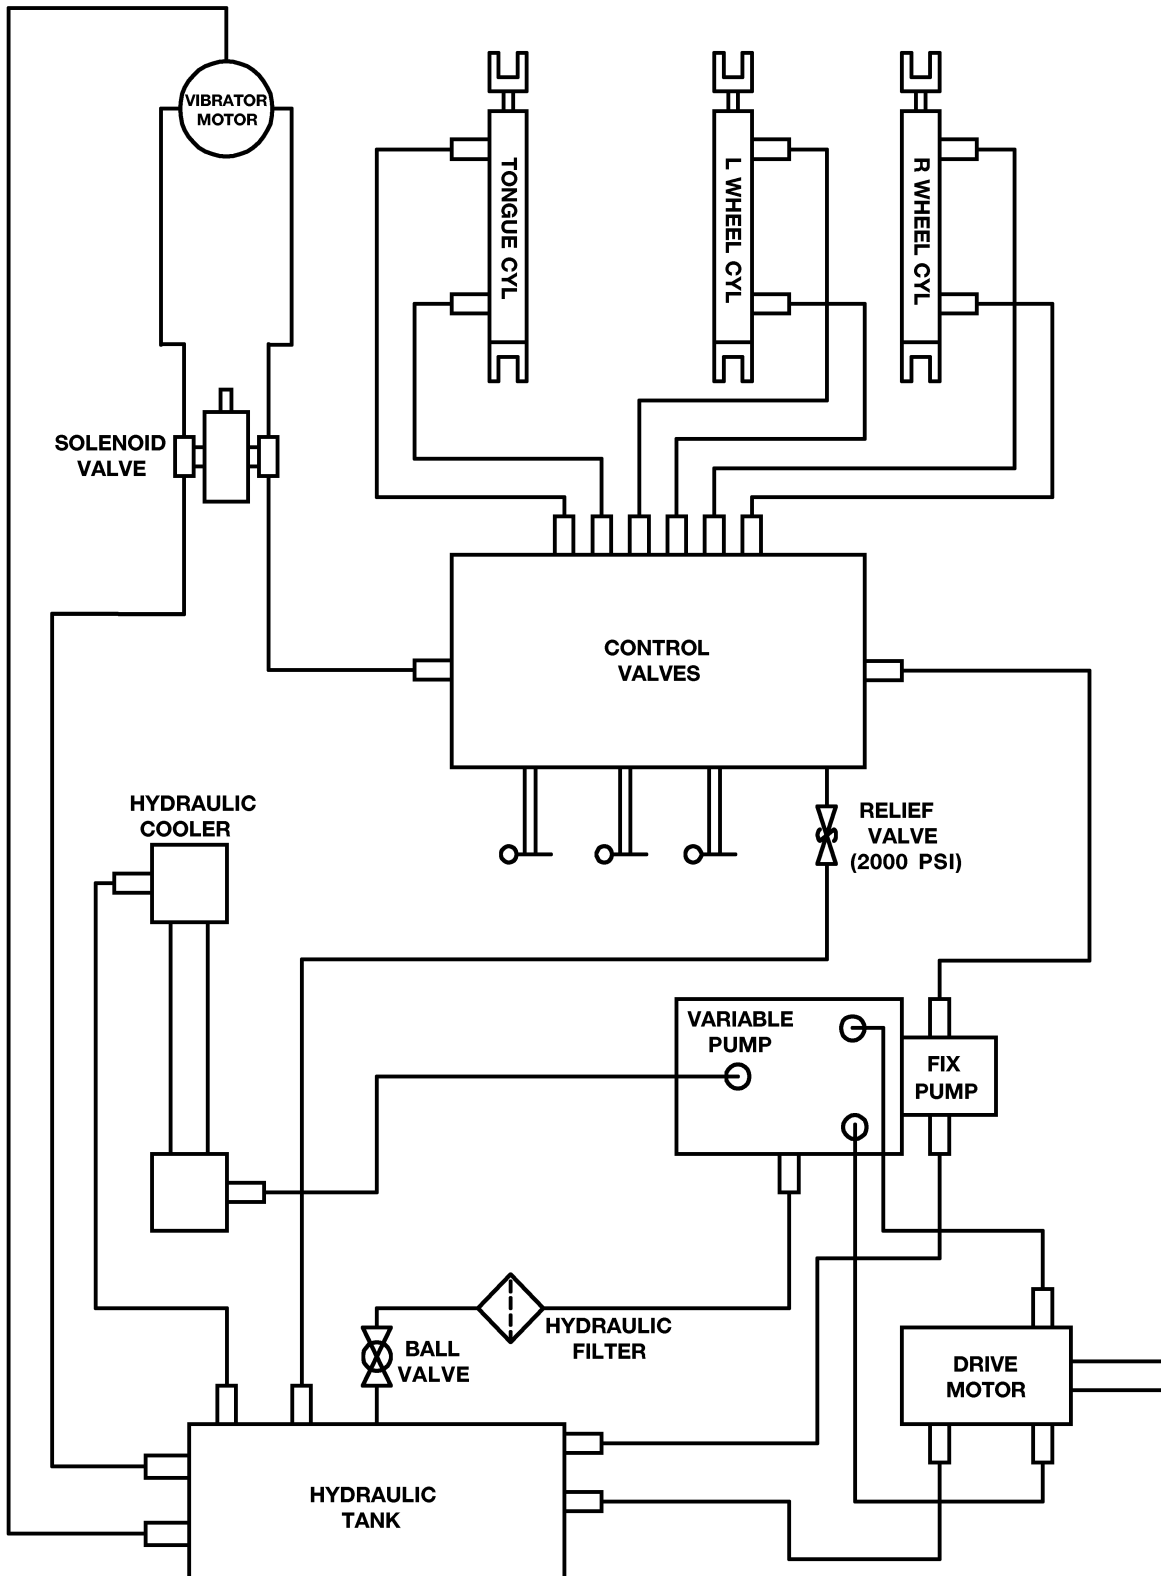 VIBRATOR
MOTOR
TONGUE CYL
L WHEEL CYL
R WHEEL CYL
SOLENOID
VALVE
CONTROL
VALVES
HYDRAULIC
COOLER
RELIEF
VALVE
(2000 PSI)
VARIABLE
PUMP
FIX
PUMP
HYDRAULIC
FILTER
BALL
VALVE
DRIVE
MOTOR
HYDRAULIC
TANK